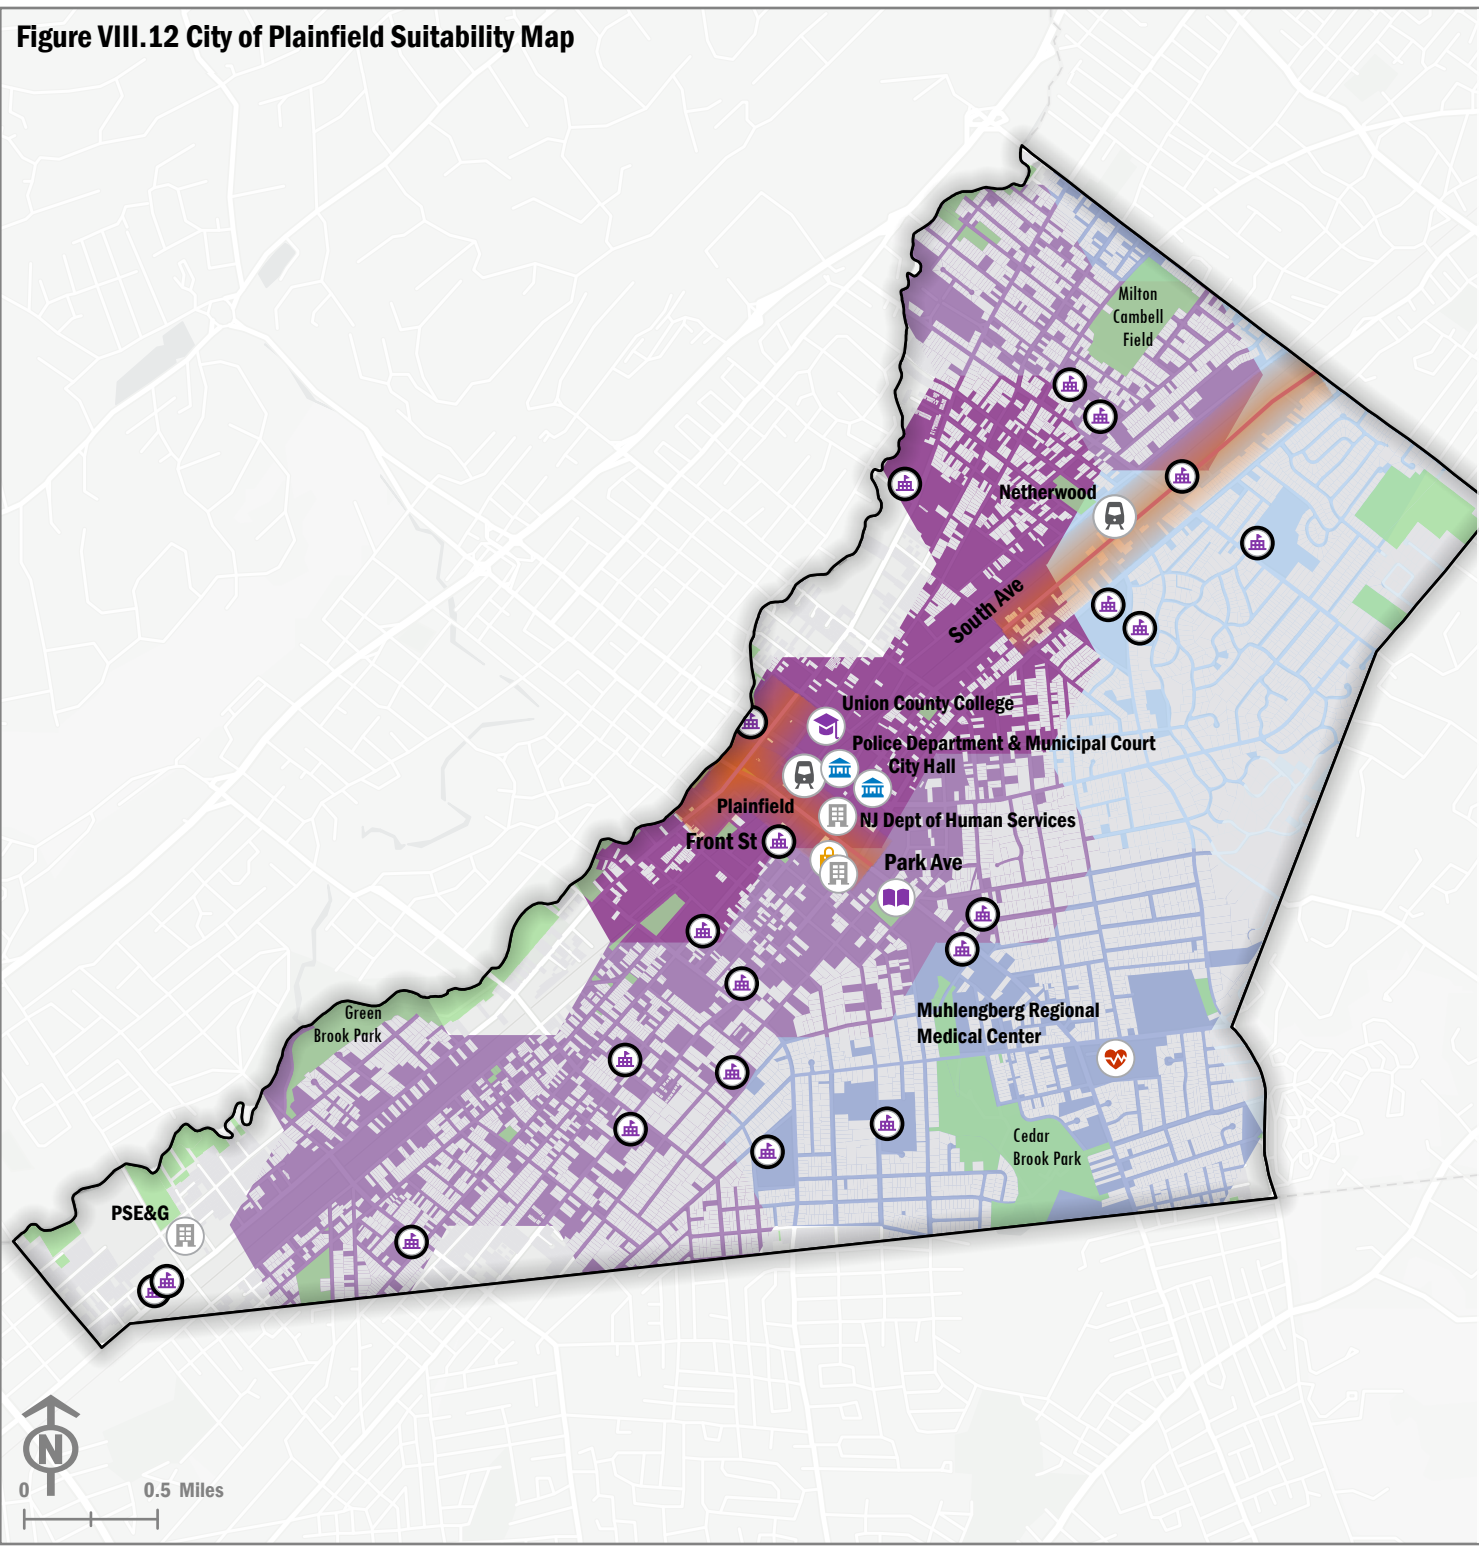 Figure VIII.12 City of Plainfield Suitability Map
Milton
Cambell
Field
Netherwood
South Ave
Union County College
Police Department & Municipal Court
City Hall
Plainfield
NJ Dept of Human Services
Front St
Park Ave
Muhlengberg Regional
Medical Center
Green
Brook Park
Cedar
Brook Park
PSE&G
N
0
0.5 Miles